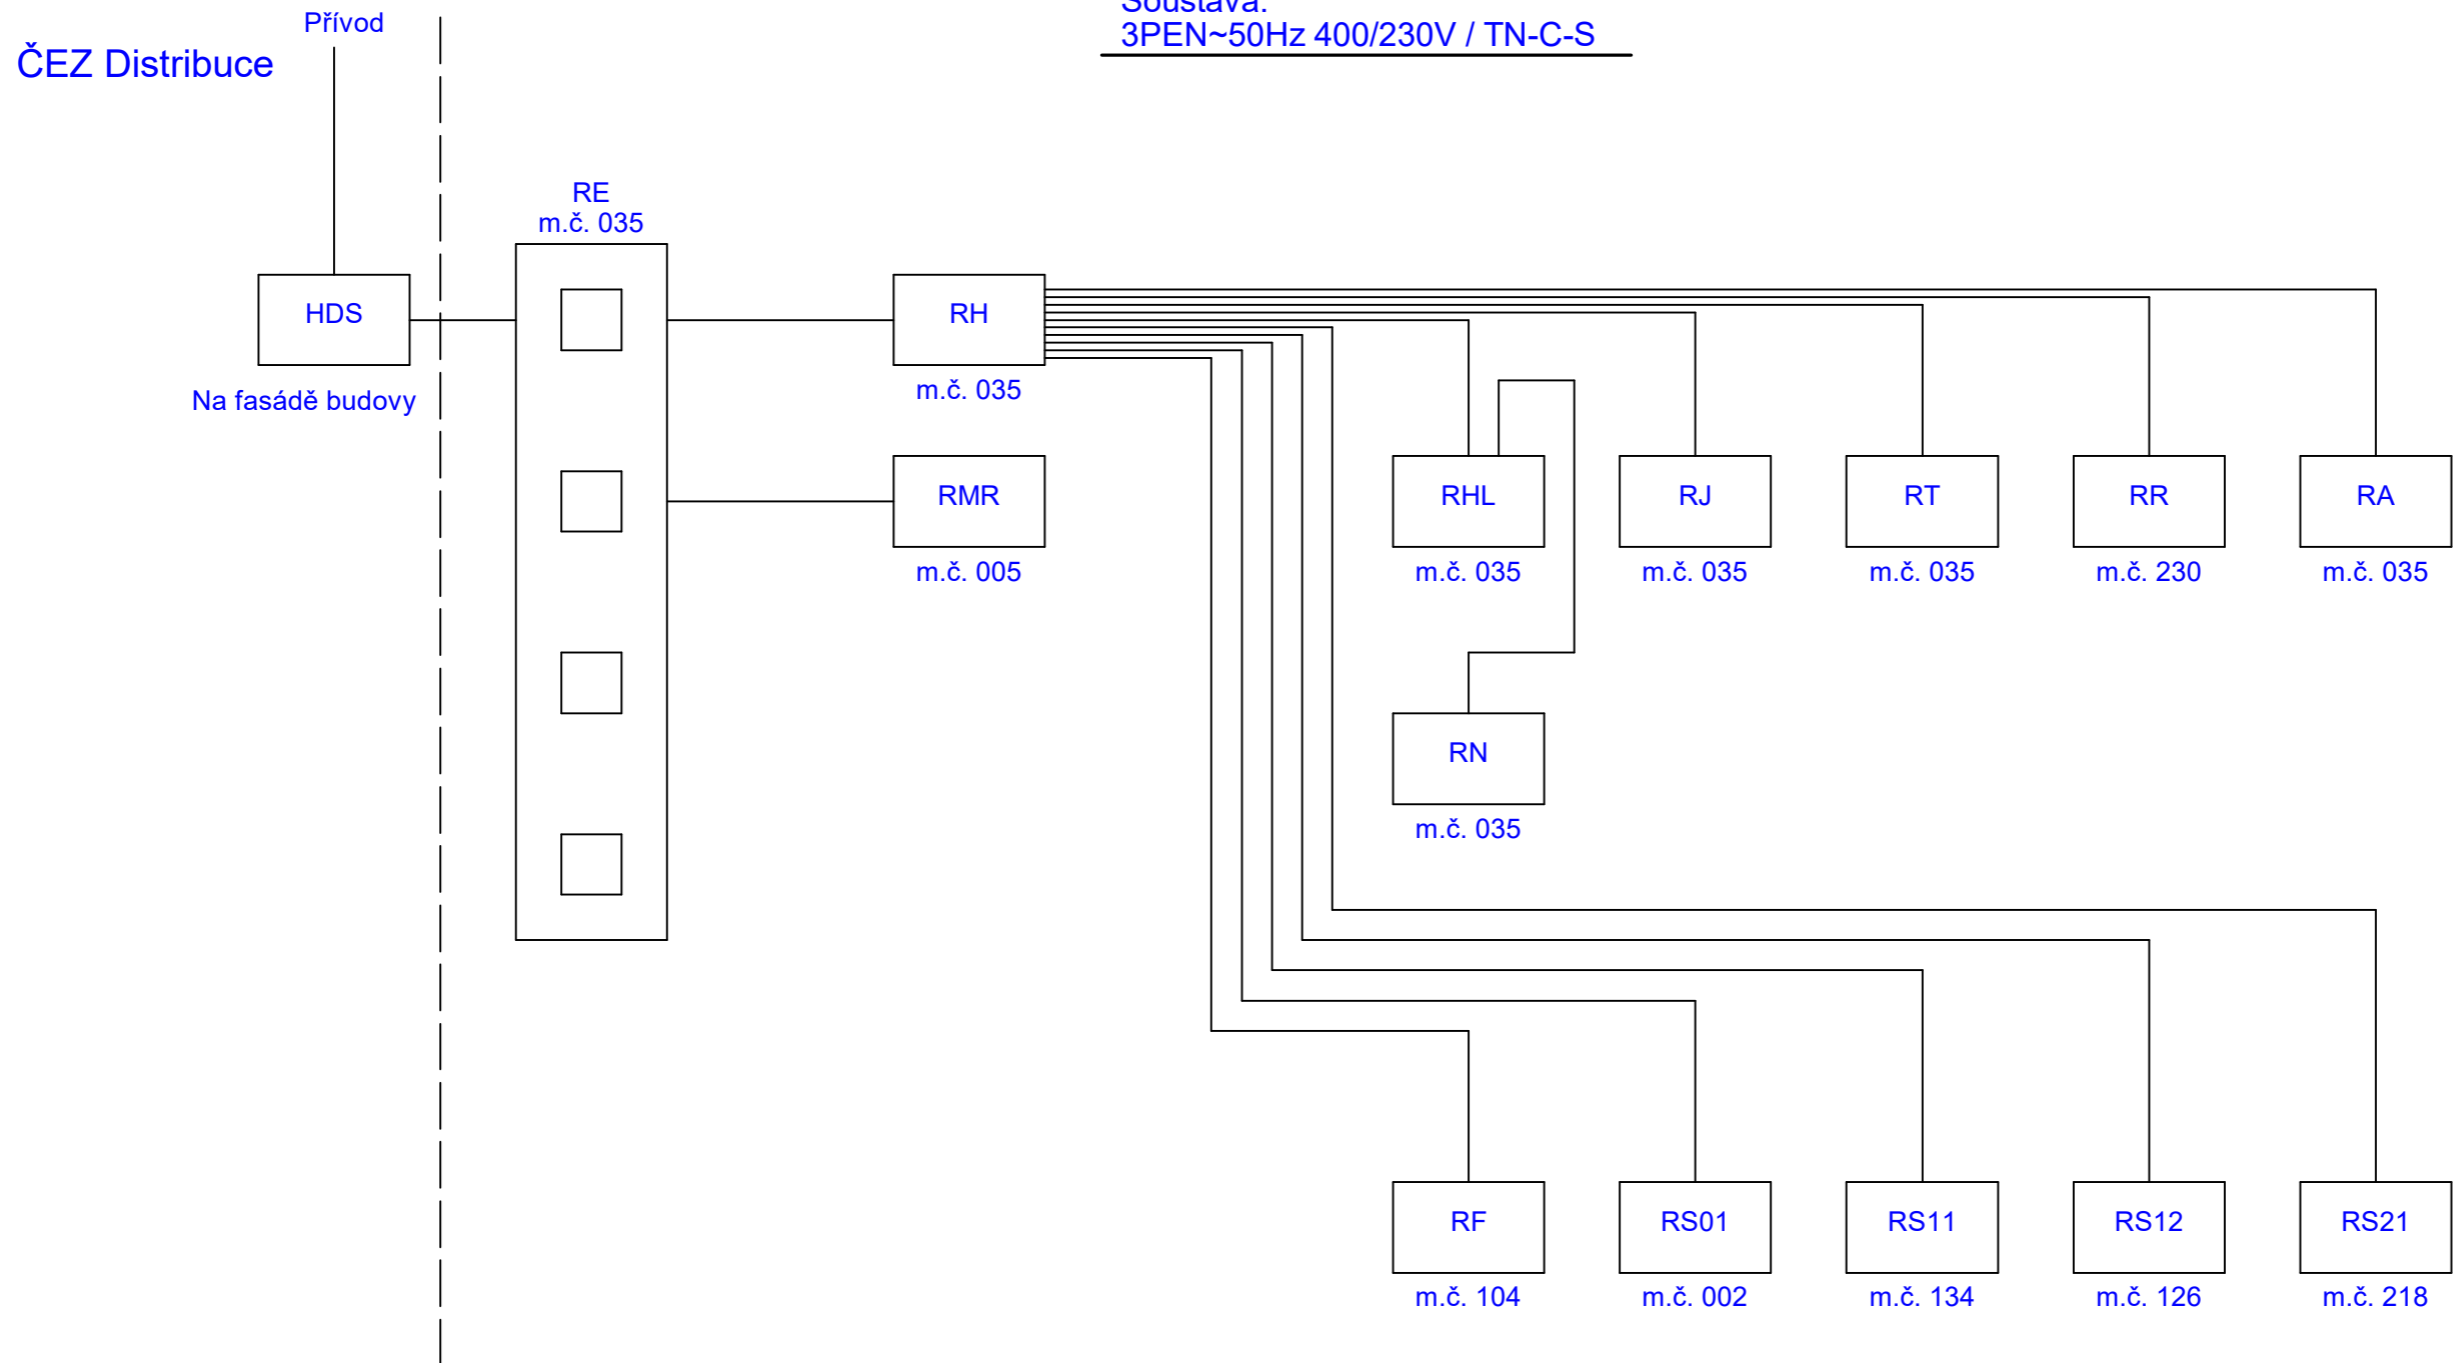 Přívod
Soustava:
3PEN~50Hz 400/230V / TN-C-S
ČEZ Distribuce
RE
m.č. 035
HDS
Na fasádě budovy
RH
m.č. 035
RMR
m.č. 005
RHL
m.č. 035
RJ
m.č. 035
RT
m.č. 035
RR
m.č. 230
RA
m.č. 035
RN
m.č. 035
RF
m.č. 104
RS01
m.č. 002
RS11
m.č. 134
RS12
m.č. 126
RS21
m.č. 218